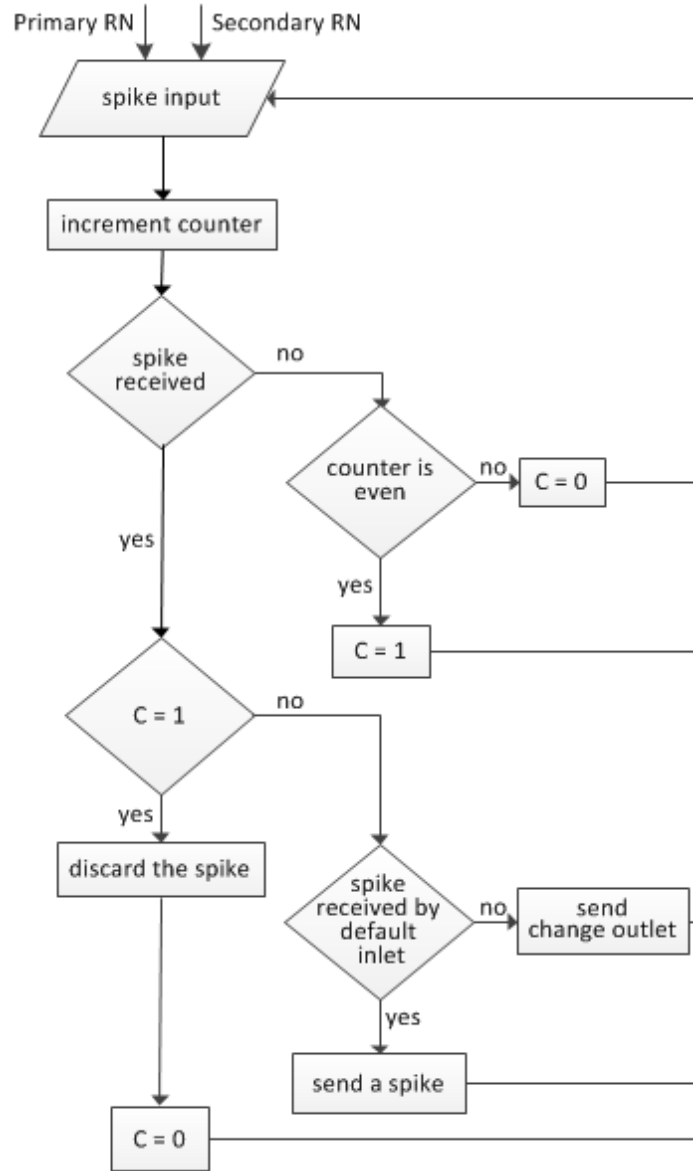 Primary RN
Secondary RN
spike input
increment counter
spike
received
no
counter is
even
no
C = 0
yes
yes
C = 1
C = 1
no
yes
discard the spike
spike
received by
default
inlet
no
send
change outlet
yes
send a spike
C = 0